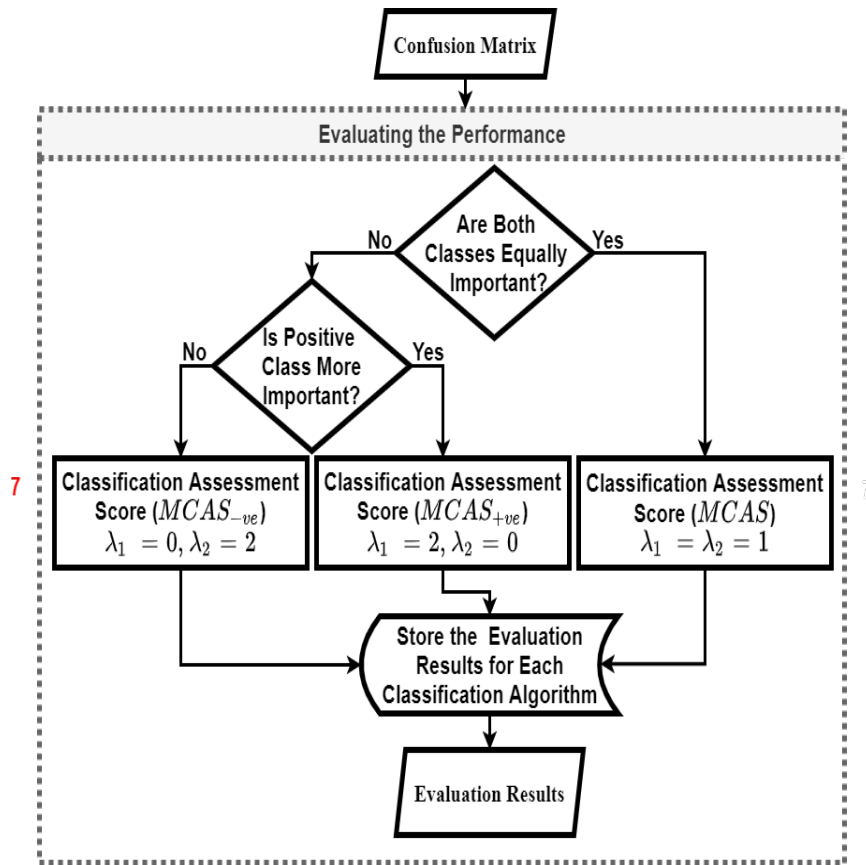 Confusion Matrix
Evaluating the Performance
Are Both
Classes Equally
Important?
No
Yes
Is Positive
Class More
Important?
No
Yes
7
Classification Assessment
Score (MCAS₋ve)
λ₁ = 0, λ₂ = 2
Classification Assessment
Score (MCAS₊ve)
λ₁ = 2, λ₂ = 0
Classification Assessment
Score (MCAS)
λ₁ = λ₂ = 1
Store the Evaluation
Results for Each
Classification Algorithm
Evaluation Results